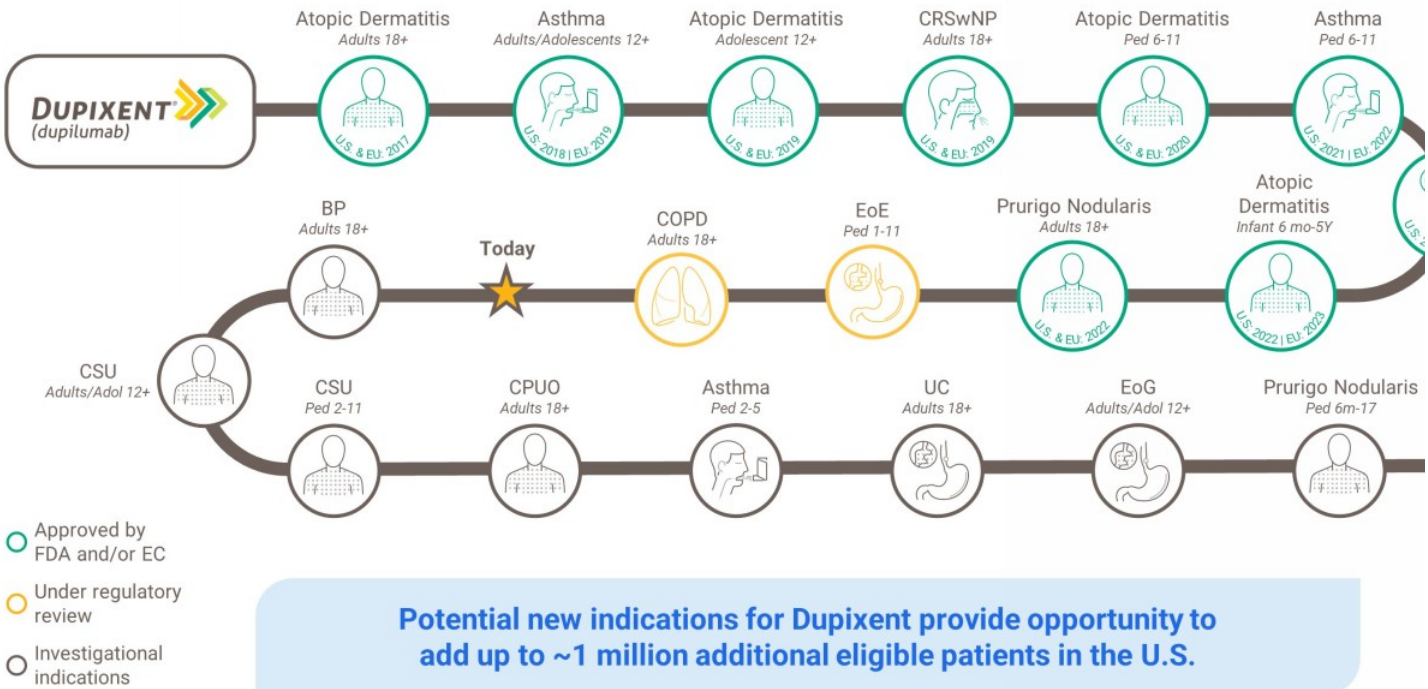 DUPIXENT®
(dupilumab)
Atopic Dermatitis
Adults 18+
U.S. & EU: 2017
Asthma
Adults/Adolescents 12+
U.S: 2018 | EU: 2019
Atopic Dermatitis
Adolescent 12+
U.S. & EU: 2019
CRSwNP
Adults 18+
U.S. & EU: 2019
Atopic Dermatitis
Ped 6-11
U.S. & EU: 2020
Asthma
Ped 6-11
U.S: 2021 | EU: 2022
Atopic
Dermatitis
Infant 6 mo-5Y
U.S: 2022 | EU: 2023
Prurigo Nodularis
Adults 18+
U.S. & EU: 2022
EoE
Ped 1-11
COPD
Adults 18+
Today
BP
Adults 18+
CSU
Adults/Adol 12+
CSU
Ped 2-11
CPUO
Adults 18+
Asthma
Ped 2-5
UC
Adults 18+
EoG
Adults/Adol 12+
Prurigo Nodularis
Ped 6m-17
Approved by
FDA and/or EC
Under regulatory
review
Investigational
indications
Potential new indications for Dupixent provide opportunity to
add up to ~1 million additional eligible patients in the U.S.